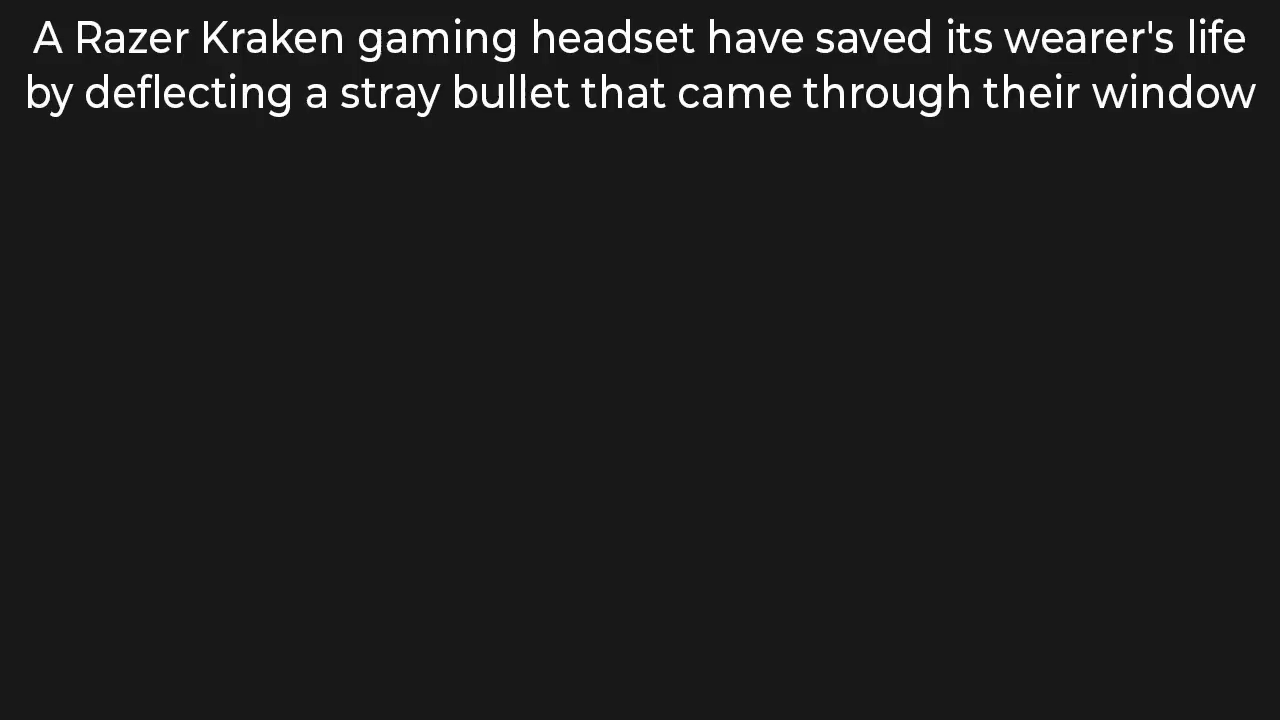 A Razer Kraken gaming headset have saved its wearer's life
by deflecting a stray bullet that came through their window